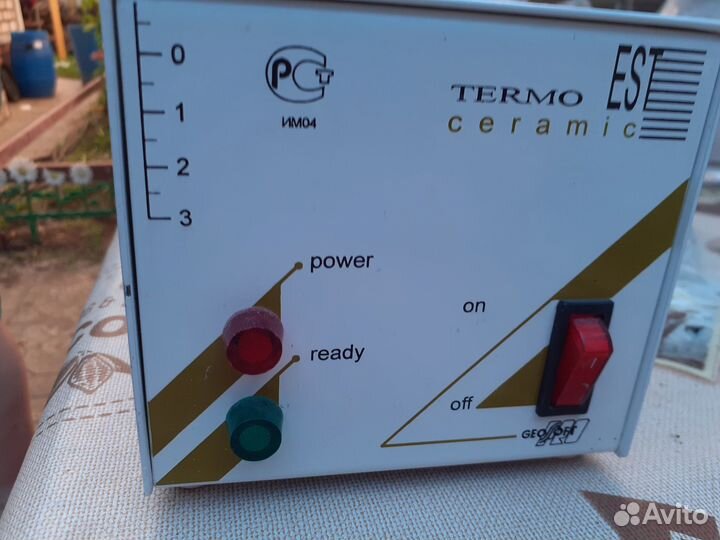 0
1
2
3
РСТ
ИМ04
TERMO EST
ceramic
power
ready
on
off
Avito